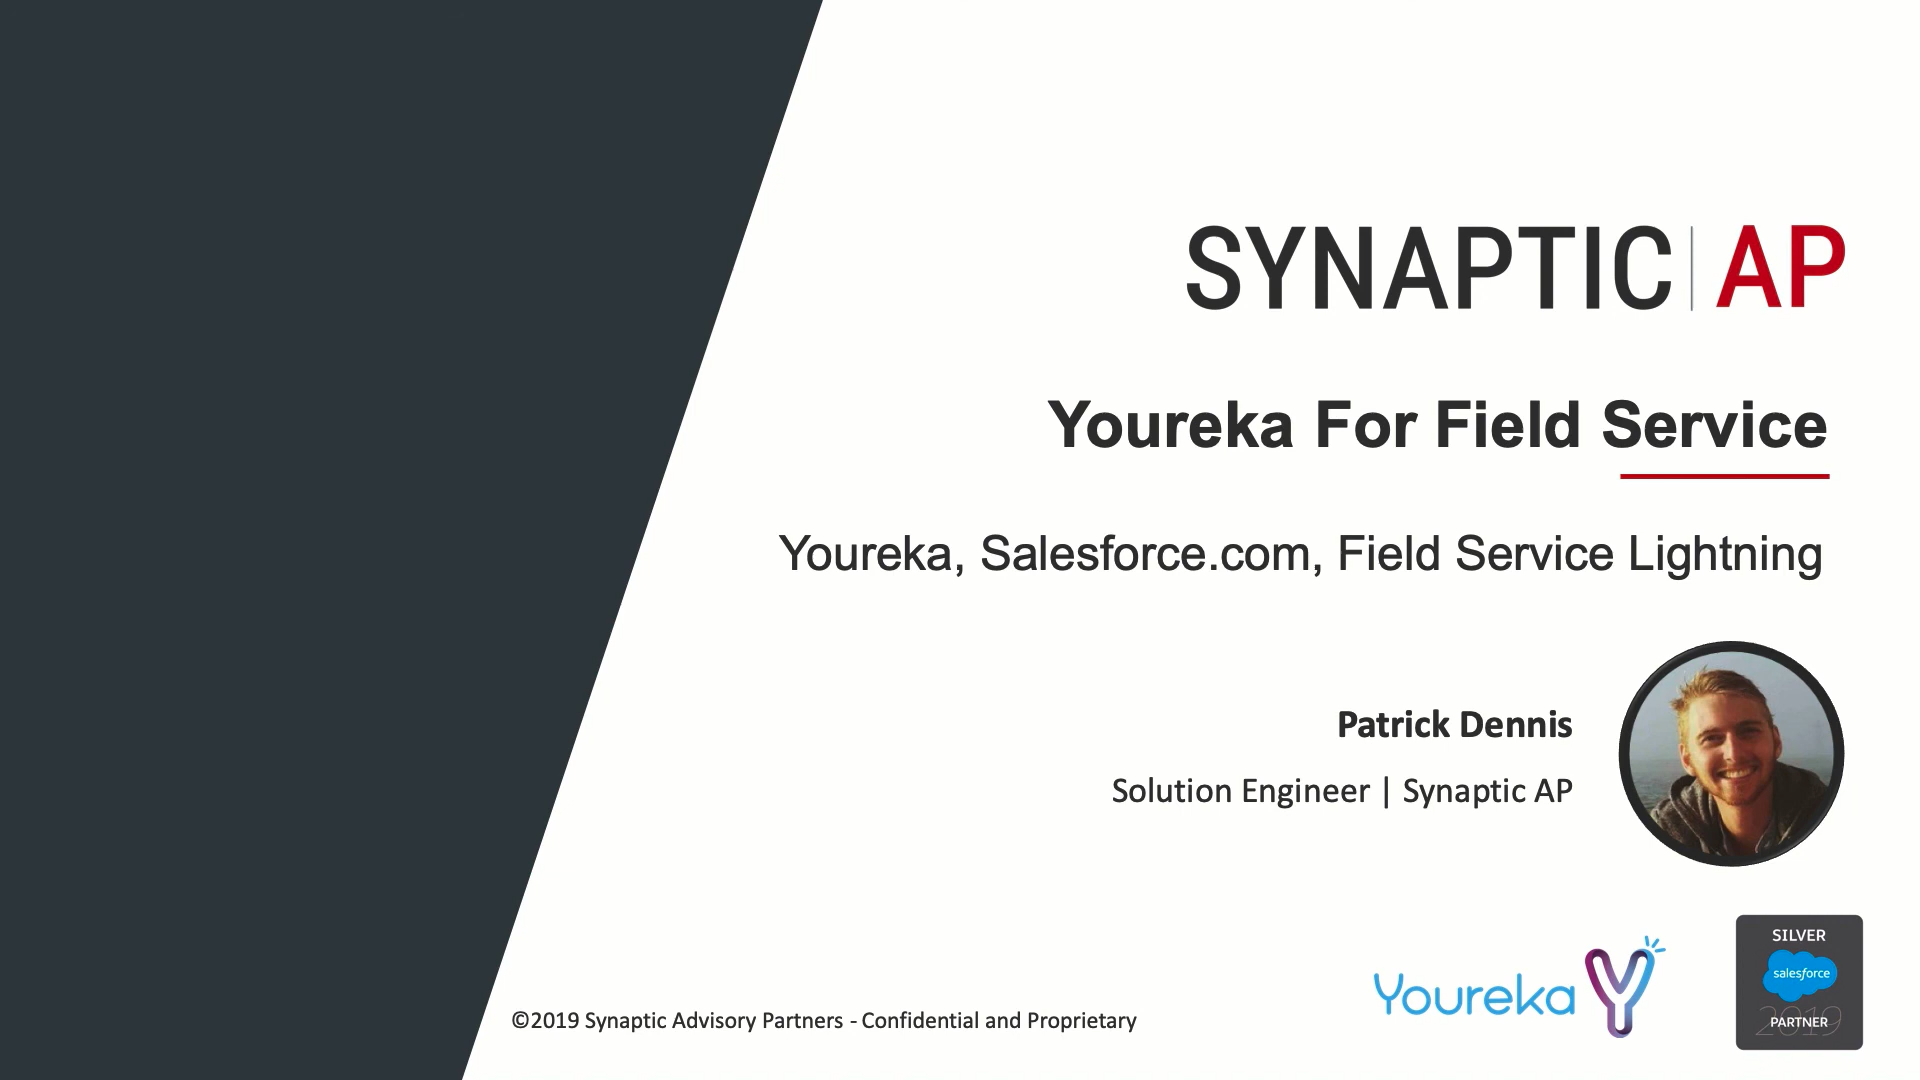 SYNAPTIC | AP
Youreka For Field Service
Youreka, Salesforce.com, Field Service Lightning
Patrick Dennis
Solution Engineer | Synaptic AP
©2019 Synaptic Advisory Partners - Confidential and Proprietary
Youreka Y
SILVER
salesforce
2019
PARTNER